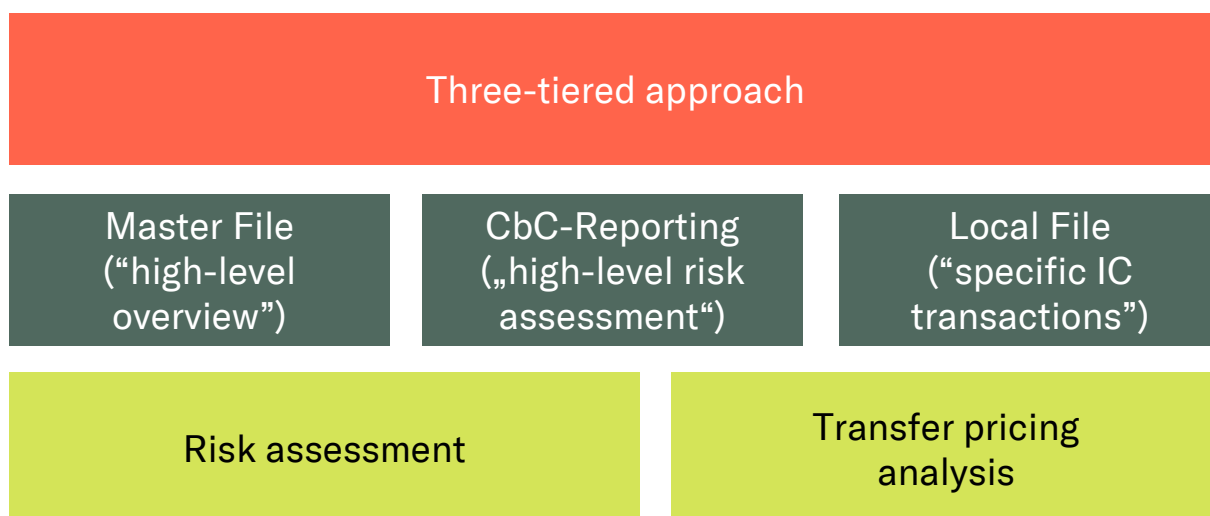 Three-tiered approach
Master File
(“high-level
overview”)
CbC-Reporting
(„high-level risk
assessment“)
Local File
(“specific IC
transactions”)
Risk assessment
Transfer pricing
analysis